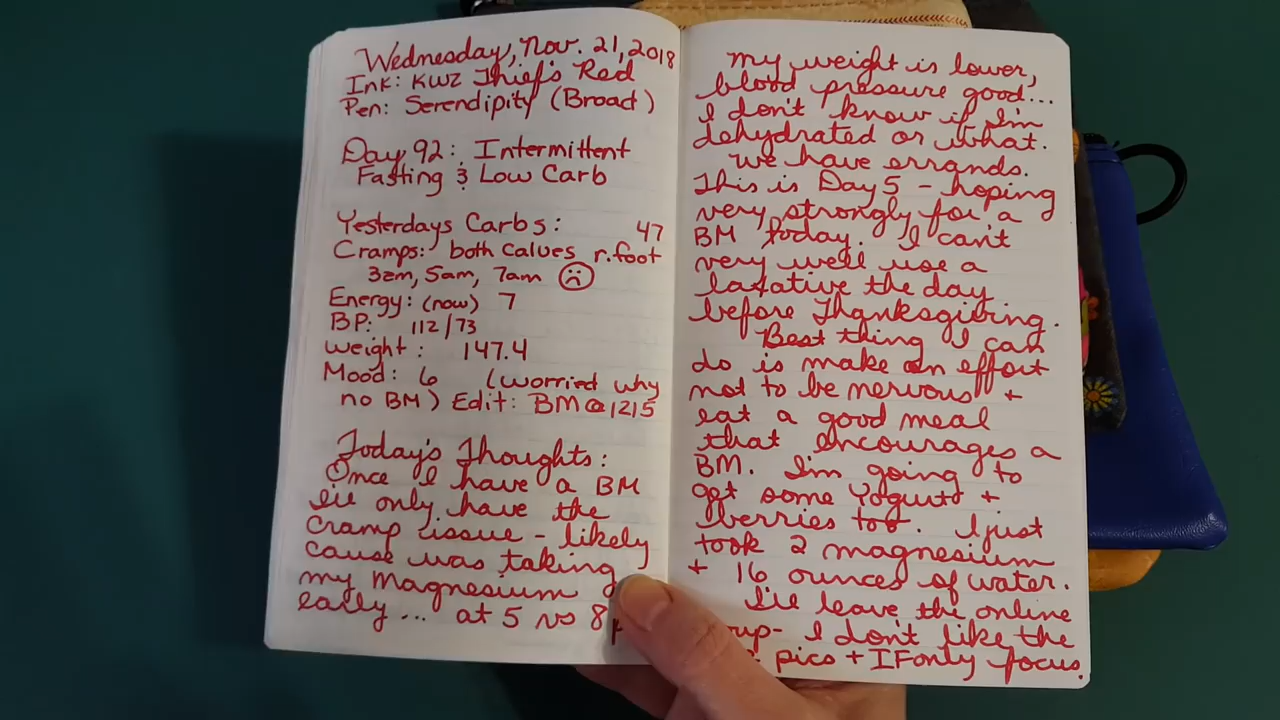 Wednesday, Nov. 21, 2018
Ink: KWZ Thief's Red
Pen: Serendipity (Broad)
Day 92: Intermittent
Fasting & Low Carb
Yesterdays Carbs: 47
Cramps: both Calves r.foot
3am, 5am, 7am
Energy: (now) 7
BP: 112/73
weight: 147.4
Mood: 6 (worried why
no BM) Edit: BM@1215
Today's Thoughts:
Once I have a BM
I'll only have the
cramp issue - likely
cause was taking
my Magnesium
early... at 5 vs 8
my weight is lower,
blood pressure good...
I don't know if I'm
dehydrated or what.
we have errands.
This is Day 5 - hoping
very strongly for a
BM today. I can't
very well use a
laxative the day
before Thanksgiving.
Best thing I can
do is make an effort
not to be nervous +
eat a good meal
that encourages a
BM. I'm going to
get some Yogurt +
berries too. I just
took 2 magnesium
+ 16 ounces of water.
I'll leave the online
- I don't like the
pics + IF only focus.